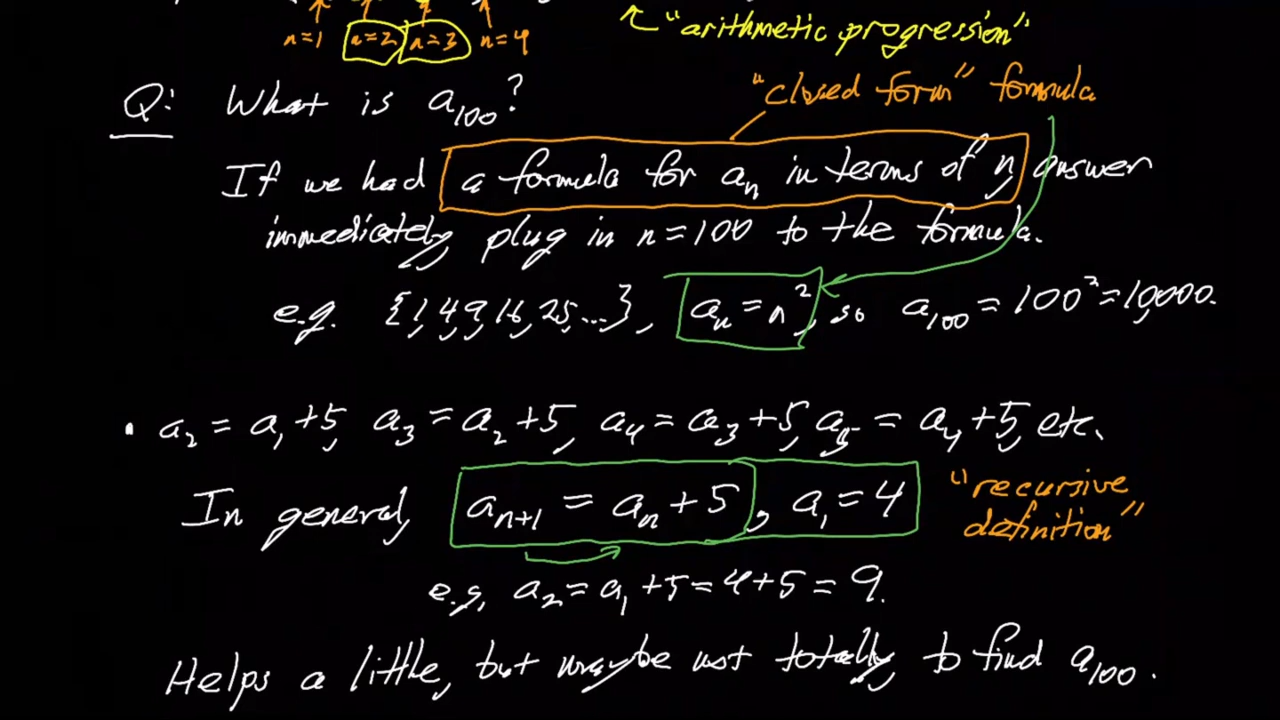 n=1 n=2 n=3 n=4 "arithmetic progression"
"closed form" formula
Q: What is a₁₀₀?
If we had a formula for aₙ in terms of n, answer
immediately, plug in n=100 to the formula.
e.g. {1,4,9,16,25,...}, aₙ=n², so a₁₀₀=100²=10,000.
• a₂=a₁+5, a₃=a₂+5, a₄=a₃+5, a₅=a₄+5, etc.
In general, aₙ₊₁=aₙ+5, a₁=4 "recursive
definition"
e.g. a₂=a₁+5=4+5=9.
Helps a little, but maybe not totally to find a₁₀₀.